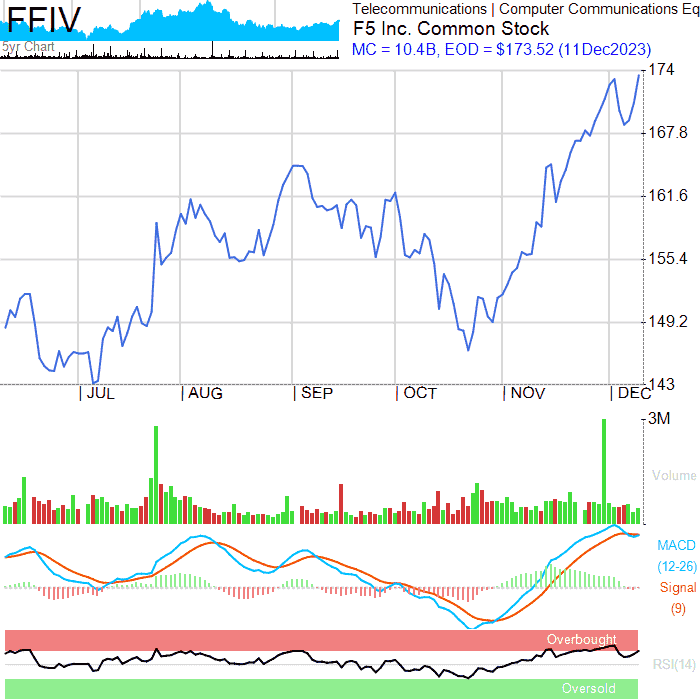 FFIV
5yr Chart
Telecommunications | Computer Communications Eq
F5 Inc. Common Stock
MC = 10.4B, EOD = $173.52 (11Dec2023)
174
167.8
161.6
155.4
149.2
143
JUL
AUG
SEP
OCT
NOV
DEC
3M
Volume
MACD
(12-26)
Signal
(9)
Overbought
RSI(14)
Oversold